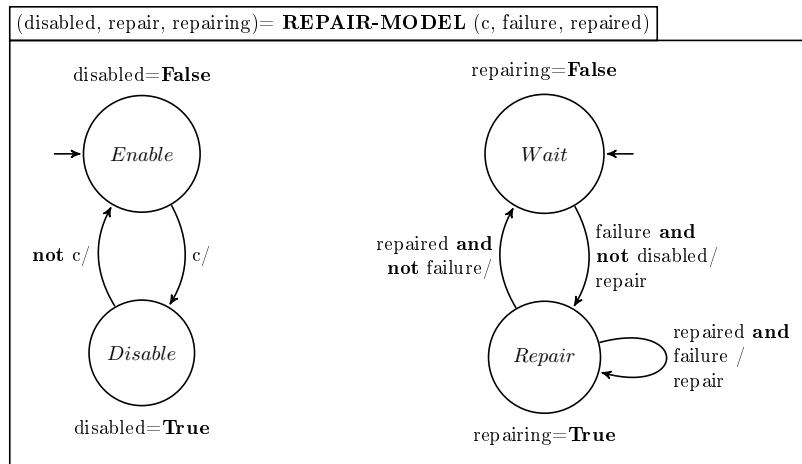 (disabled, repair, repairing)= REPAIR-MODEL (c, failure, repaired)
disabled=False
Enable
not c/
c/
Disable
disabled=True
repairing=False
Wait
repaired and
not failure/
failure and
not disabled/
repair
Repair
repaired and
failure /
repair
repairing=True